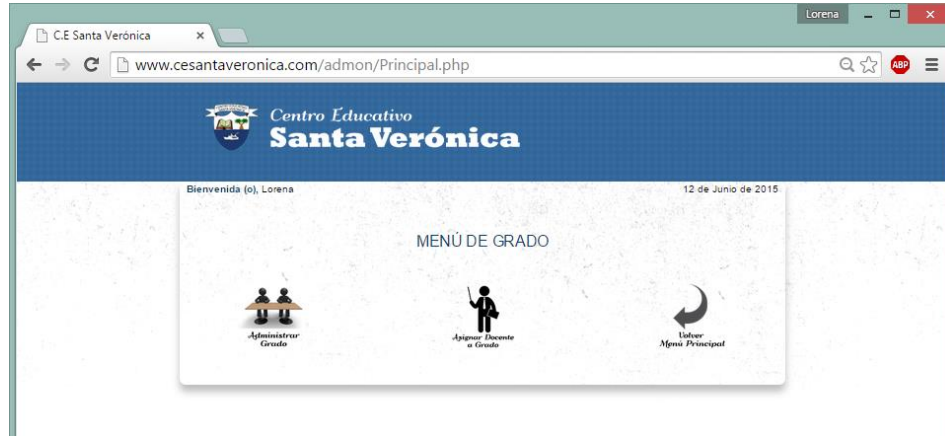 Lorena
C.E Santa Verónica
www.cesantaveronica.com/admon/Principal.php
ABP
Centro Educativo
Santa Verónica
Bienvenida (o), Lorena
12 de Junio de 2015
MENÚ DE GRADO
Administrar
Grado
Asignar Docente
a Grado
Volver
Menú Principal